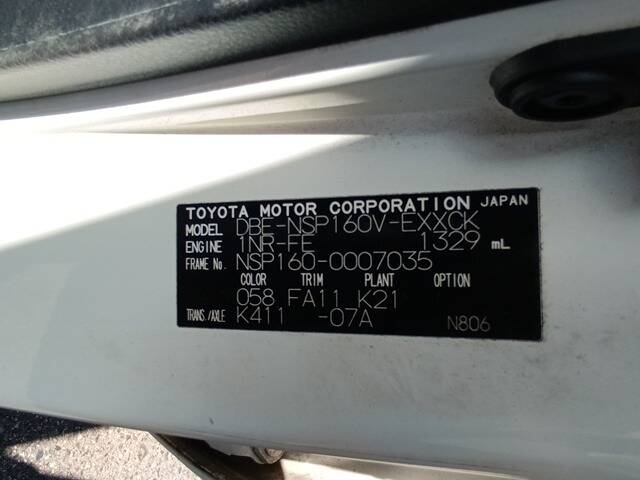 TOYOTA MOTOR CORPORATION JAPAN
MODEL DBE-NSP160V-EXXCK
ENGINE 1NR-FE 1329 mL
FRAME No. NSP160-0007035
COLOR TRIM PLANT OPTION
058 FA11 K21
TRANS./AXLE K411 -07A N806